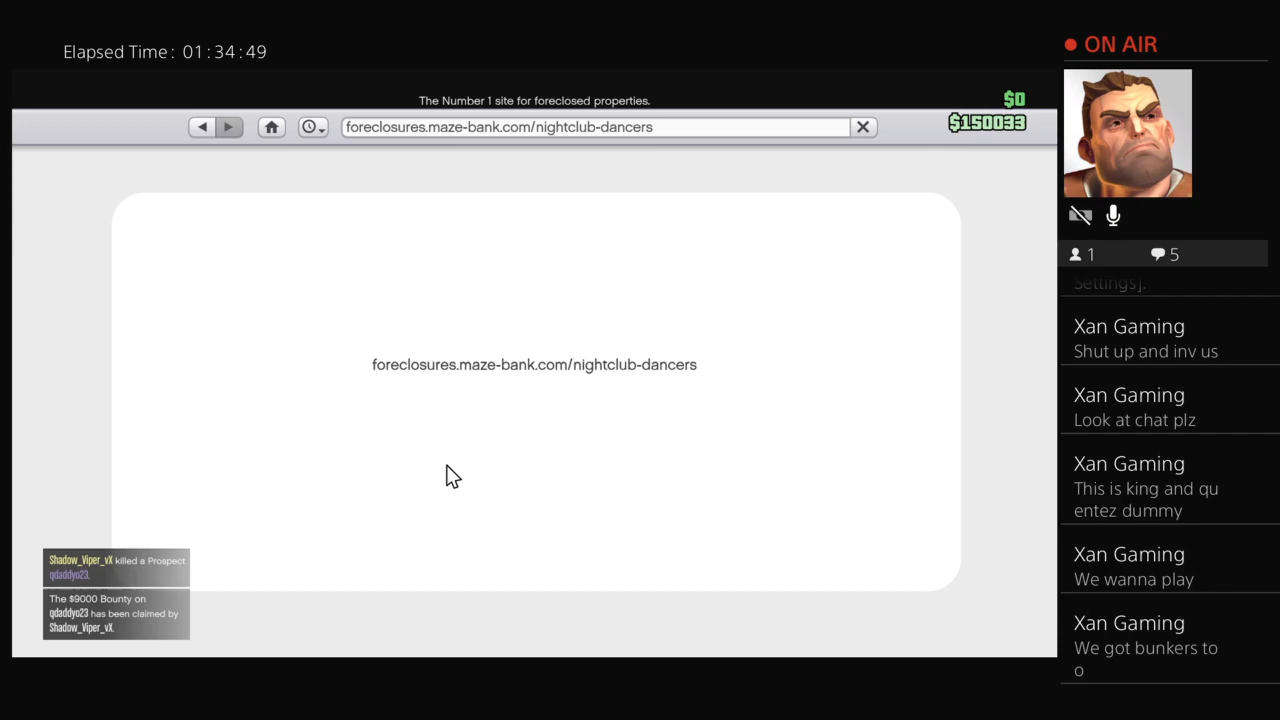 Elapsed Time: 01:34:49
ON AIR
The Number 1 site for foreclosed properties.
$0
foreclosures.maze-bank.com/nightclub-dancers
$150033
1
5
Settings].
foreclosures.maze-bank.com/nightclub-dancers
Xan Gaming
Shut up and inv us
Xan Gaming
Look at chat plz
Xan Gaming
This is king and qu
entez dummy
Xan Gaming
We wanna play
Xan Gaming
We got bunkers to
o
Shadow_Viper_vX killed a Prospect
qdaddyo23.
The $9000 Bounty on
qdaddyo23 has been claimed by
Shadow_Viper_vX.